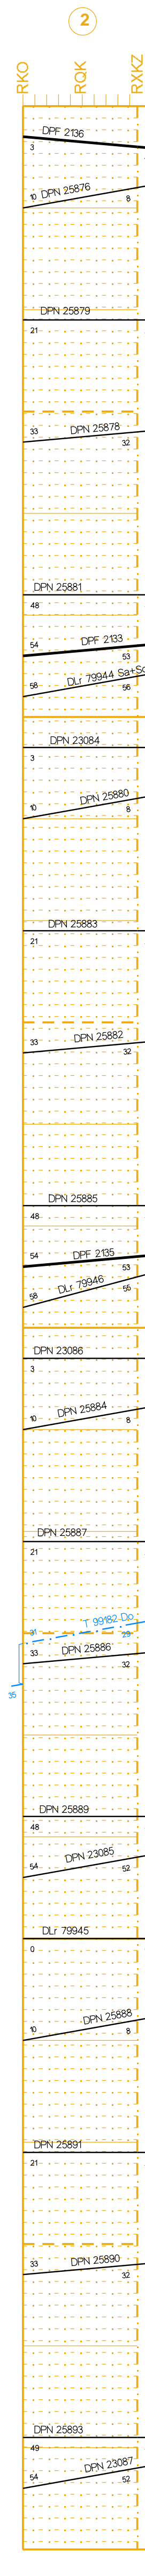 2
RKO RQK RXKZ
DPF 2136
3
DPN 25876
10 8
DPN 25879
21
DPN 25878
33 32
DPN 25881
48
DPF 2133
54 53
DLr 79944 Sa+So
58 56
DPN 23084
3
DPN 25880
10 8
DPN 25883
21
DPN 25882
33 32
DPN 25885
48
DPF 2135
54 53
DLr 79946
58 55
DPN 23086
3
DPN 25884
10 8
DPN 25887
21
T 99182 Do
31 29
DPN 25886
33 32
35
DPN 25889
48
DPN 23085
54 52
DLr 79945
0
DPN 25888
10 8
DPN 25891
21
DPN 25890
33 32
DPN 25893
49
DPN 23087
54 52